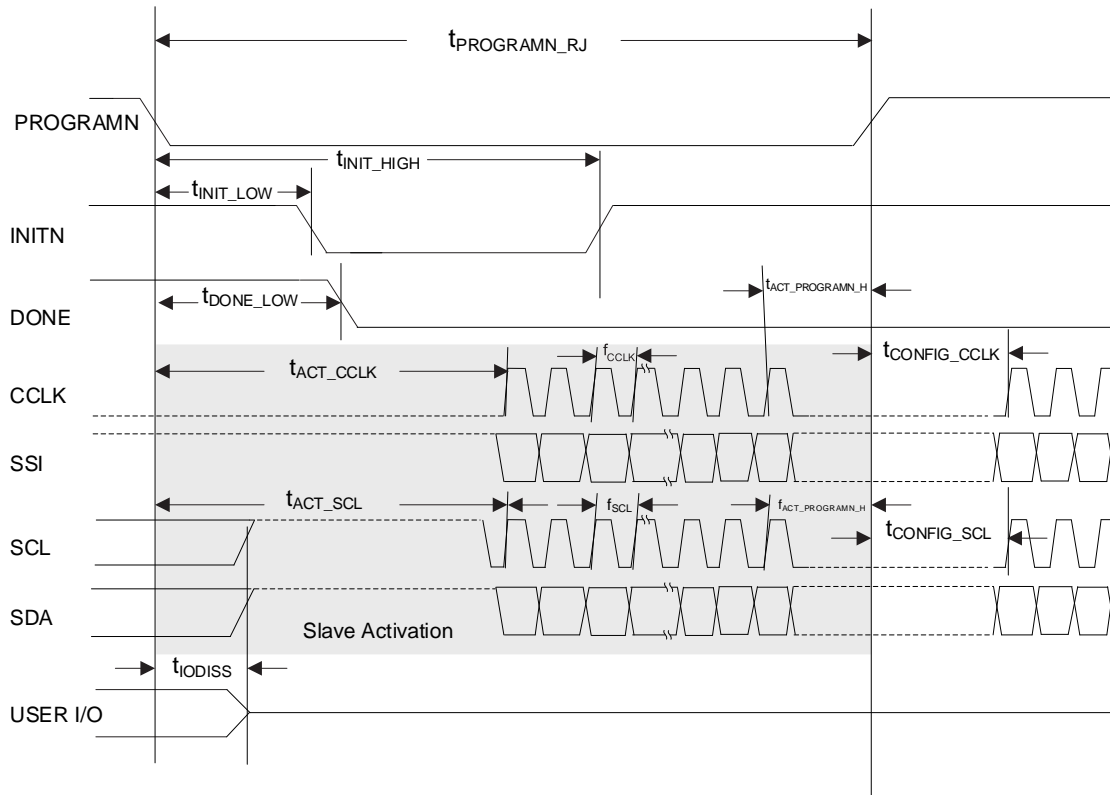 tPROGRAMN_RJ
PROGRAMN
tINIT_HIGH
tINIT_LOW
INITN
tDONE_LOW
tACT_PROGRAMN_H
DONE
fCCLK
tCONFIG_CCLK
tACT_CCLK
CCLK
SSI
tACT_SCL
fSCL
fACT_PROGRAMN_H
tCONFIG_SCL
SCL
SDA
Slave Activation
tIODISS
USER I/O